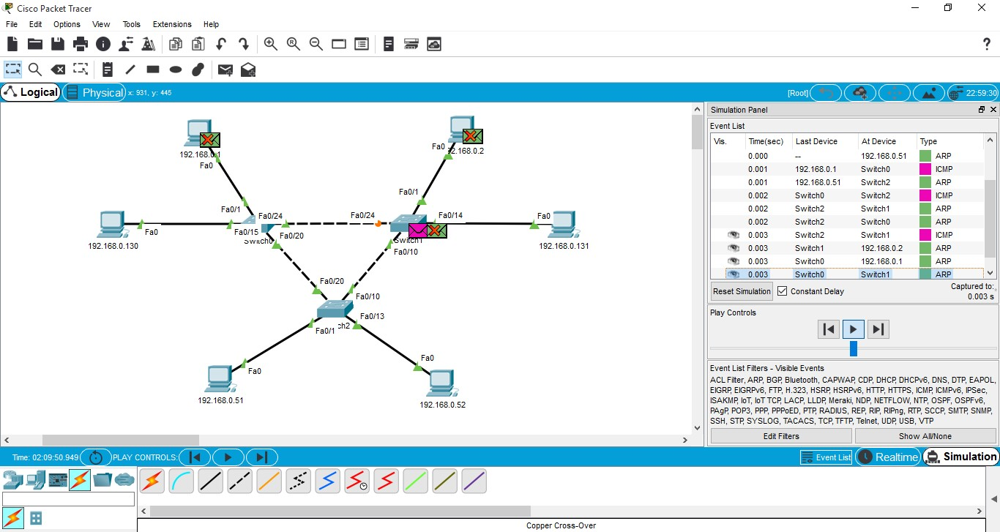 Cisco Packet Tracer
File Edit Options View Tools Extensions Help
?
Logical Physical x: 931, y: 445 [Root] 22:59:30
Simulation Panel
Event List
Vis. Time(sec) Last Device At Device Type
0.000 -- 192.168.0.51 ARP
0.001 192.168.0.1 Switch0 ICMP
0.001 192.168.0.51 Switch2 ARP
0.002 Switch0 Switch2 ICMP
0.002 Switch2 Switch1 ARP
0.002 Switch2 Switch0 ARP
0.003 Switch2 Switch1 ICMP
0.003 Switch1 192.168.0.2 ARP
0.003 Switch0 192.168.0.1 ARP
0.003 Switch0 Switch1 ARP
Reset Simulation Constant Delay Captured to:
0.003 s
Play Controls
Event List Filters - Visible Events
ACL Filter, ARP, BGP, Bluetooth, CAPWAP, CDP, DHCP, DHCPv6, DNS, DTP, EAPOL,
EIGRP, EIGRPv6, FTP, H.323, HSRP, HSRPv6, HTTP, HTTPS, ICMP, ICMPv6, IPSec,
ISAKMP, IoT, IoT TCP, LACP, LLDP, Meraki, NDP, NETFLOW, NTP, OSPF, OSPFv6,
PAgP, POP3, PPP, PPPoED, PTP, RADIUS, REP, RIP, RIPng, RTP, SCCP, SMTP, SNMP,
SSH, STP, SYSLOG, TACACS, TCP, TFTP, Telnet, UDP, USB, VTP
Edit Filters Show All/None
192.168.0.1
Fa0
Fa0
192.168.0.2
Fa0/1
Fa0/1
Fa0/24
Fa0/24
Fa0/14
Fa0
Fa0
Fa0/15
Fa0/20
Switch0
Switch1
192.168.0.130
192.168.0.131
Fa0/10
Fa0/20
Fa0/10
Fa0/13
Fa0/1
ch2
Fa0
Fa0
192.168.0.51
192.168.0.52
Time: 02:09:50.949 PLAY CONTROLS: Event List Realtime Simulation
Copper Cross-Over